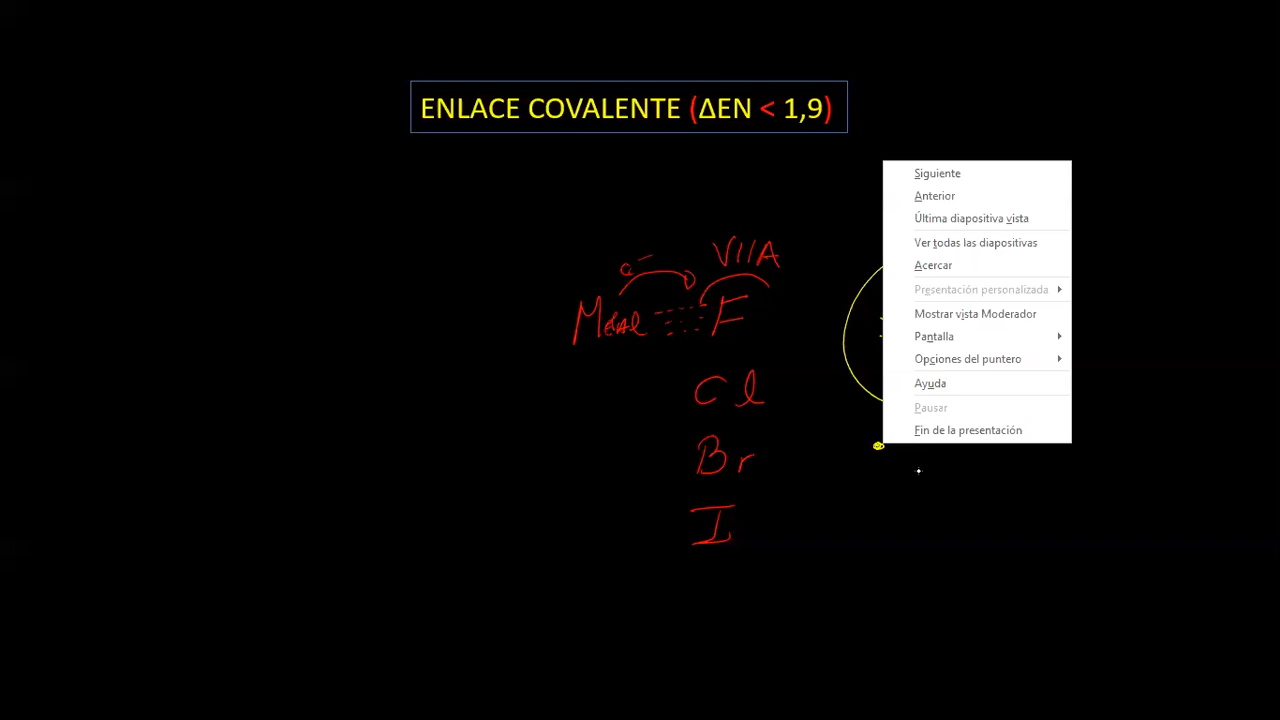 ENLACE COVALENTE (ΔEN < 1,9)
VIIA
e-
Metal F
Cl
Br
I
Siguiente
Anterior
Última diapositiva vista
Ver todas las diapositivas
Acercar
Presentación personalizada
Mostrar vista Moderador
Pantalla
Opciones del puntero
Ayuda
Pausar
Fin de la presentación